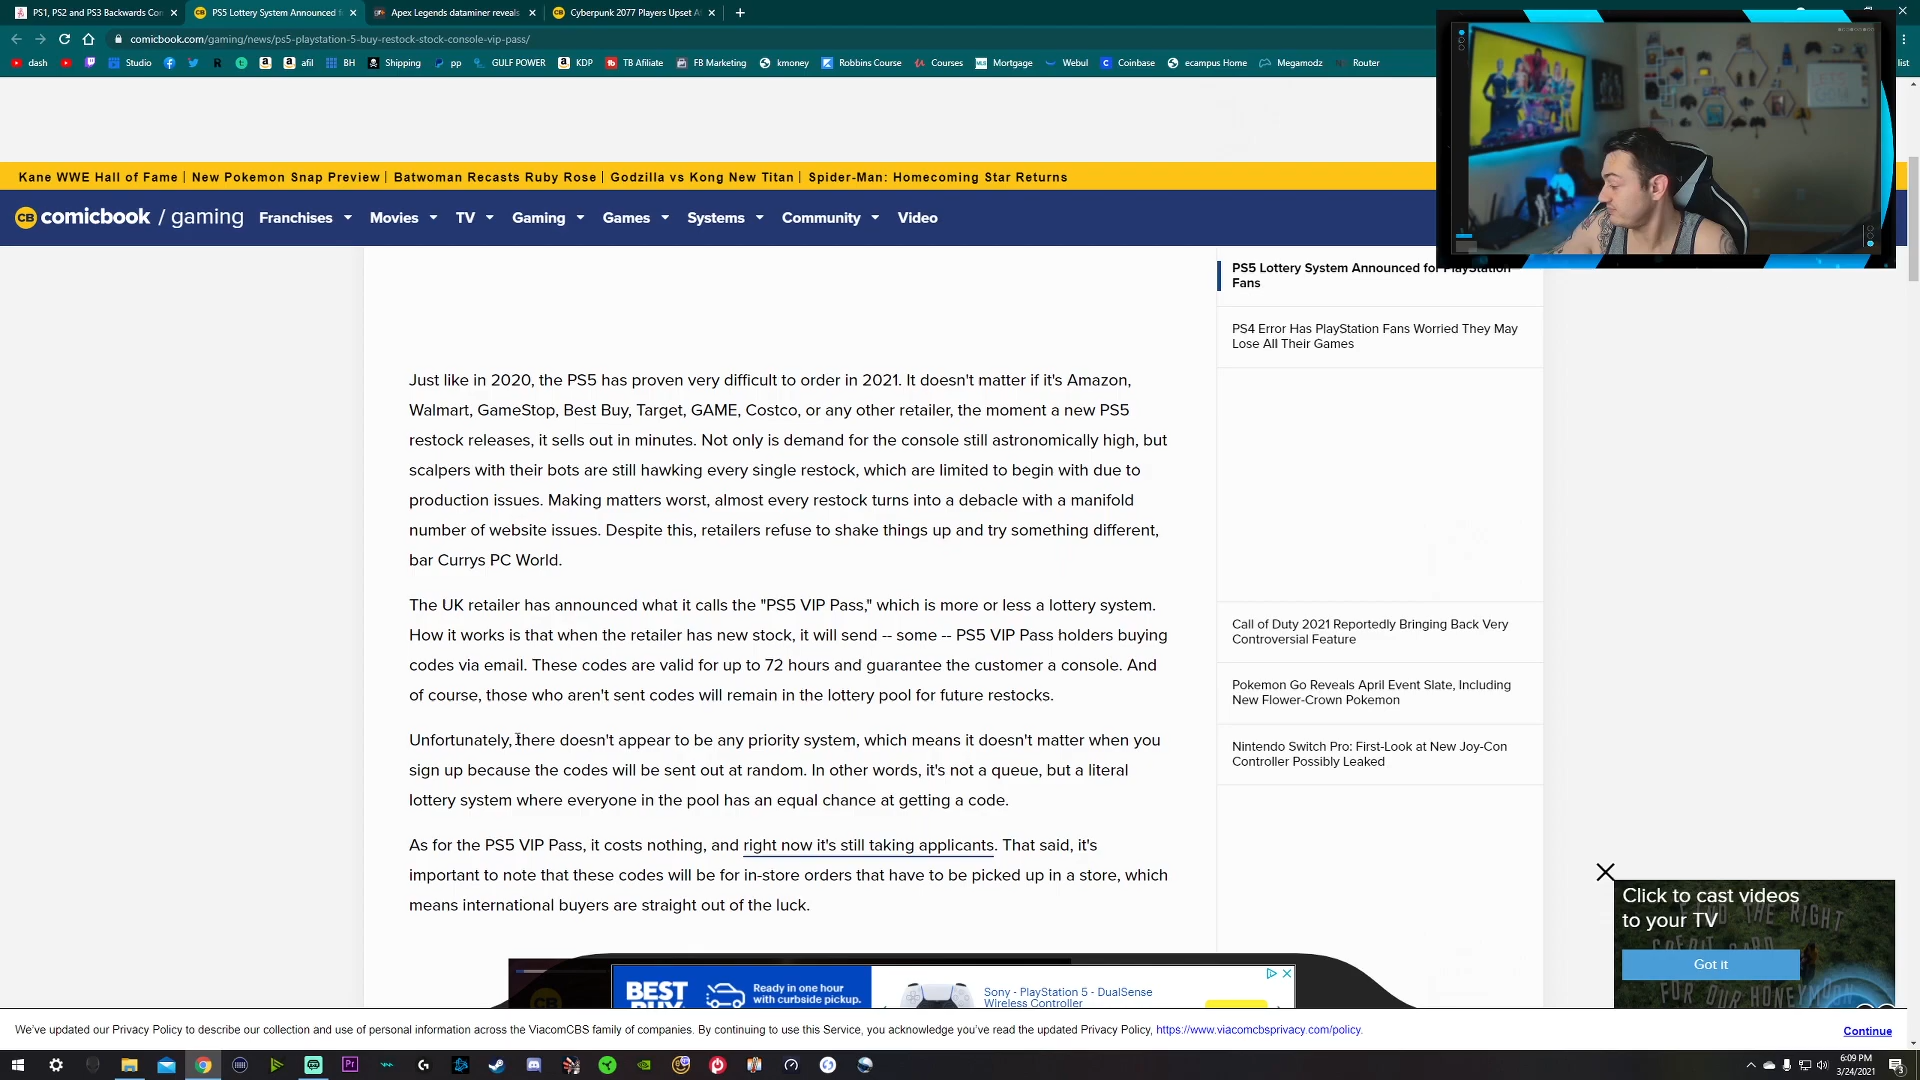 PS1, PS2 and PS3 Backwards Con
PS5 Lottery System Announced f
Apex Legends dataminer reveals
Cyberpunk 2077 Players Upset A
comicbook.com/gaming/news/ps5-playstation-5-buy-restock-stock-console-vip-pass/
dash Studio R afil BH Shipping pp GULF POWER KDP TB Afiliate FB Marketing kmoney Robbins Course Courses Mortgage Webul Coinbase ecampus Home Megamodz Router list
Kane WWE Hall of Fame | New Pokemon Snap Preview | Batwoman Recasts Ruby Rose | Godzilla vs Kong New Titan | Spider-Man: Homecoming Star Returns
CB comicbook / gaming Franchises Movies TV Gaming Games Systems Community Video
Just like in 2020, the PS5 has proven very difficult to order in 2021. It doesn't matter if it's Amazon,
Walmart, GameStop, Best Buy, Target, GAME, Costco, or any other retailer, the moment a new PS5
restock releases, it sells out in minutes. Not only is demand for the console still astronomically high, but
scalpers with their bots are still hawking every single restock, which are limited to begin with due to
production issues. Making matters worst, almost every restock turns into a debacle with a manifold
number of website issues. Despite this, retailers refuse to shake things up and try something different,
bar Currys PC World.
The UK retailer has announced what it calls the "PS5 VIP Pass," which is more or less a lottery system.
How it works is that when the retailer has new stock, it will send -- some -- PS5 VIP Pass holders buying
codes via email. These codes are valid for up to 72 hours and guarantee the customer a console. And
of course, those who aren't sent codes will remain in the lottery pool for future restocks.
Unfortunately, there doesn't appear to be any priority system, which means it doesn't matter when you
sign up because the codes will be sent out at random. In other words, it's not a queue, but a literal
lottery system where everyone in the pool has an equal chance at getting a code.
As for the PS5 VIP Pass, it costs nothing, and right now it's still taking applicants. That said, it's
important to note that these codes will be for in-store orders that have to be picked up in a store, which
means international buyers are straight out of the luck.
PS5 Lottery System Announced for PlayStation
Fans
PS4 Error Has PlayStation Fans Worried They May
Lose All Their Games
Call of Duty 2021 Reportedly Bringing Back Very
Controversial Feature
Pokemon Go Reveals April Event Slate, Including
New Flower-Crown Pokemon
Nintendo Switch Pro: First-Look at New Joy-Con
Controller Possibly Leaked
Click to cast videos
to your TV
Got it
FIND THE RIGHT
CREDIT CARD
FOR OUR HONEYMOON
BEST
BUY
Ready in one hour
with curbside pickup.
Sony - PlayStation 5 - DualSense
Wireless Controller
We've updated our Privacy Policy to describe our collection and use of personal information across the ViacomCBS family of companies. By continuing to use this Service, you acknowledge you've read the updated Privacy Policy, https://www.viacomcbsprivacy.com/policy.
Continue
Pr
6:09 PM
3/24/2021
3